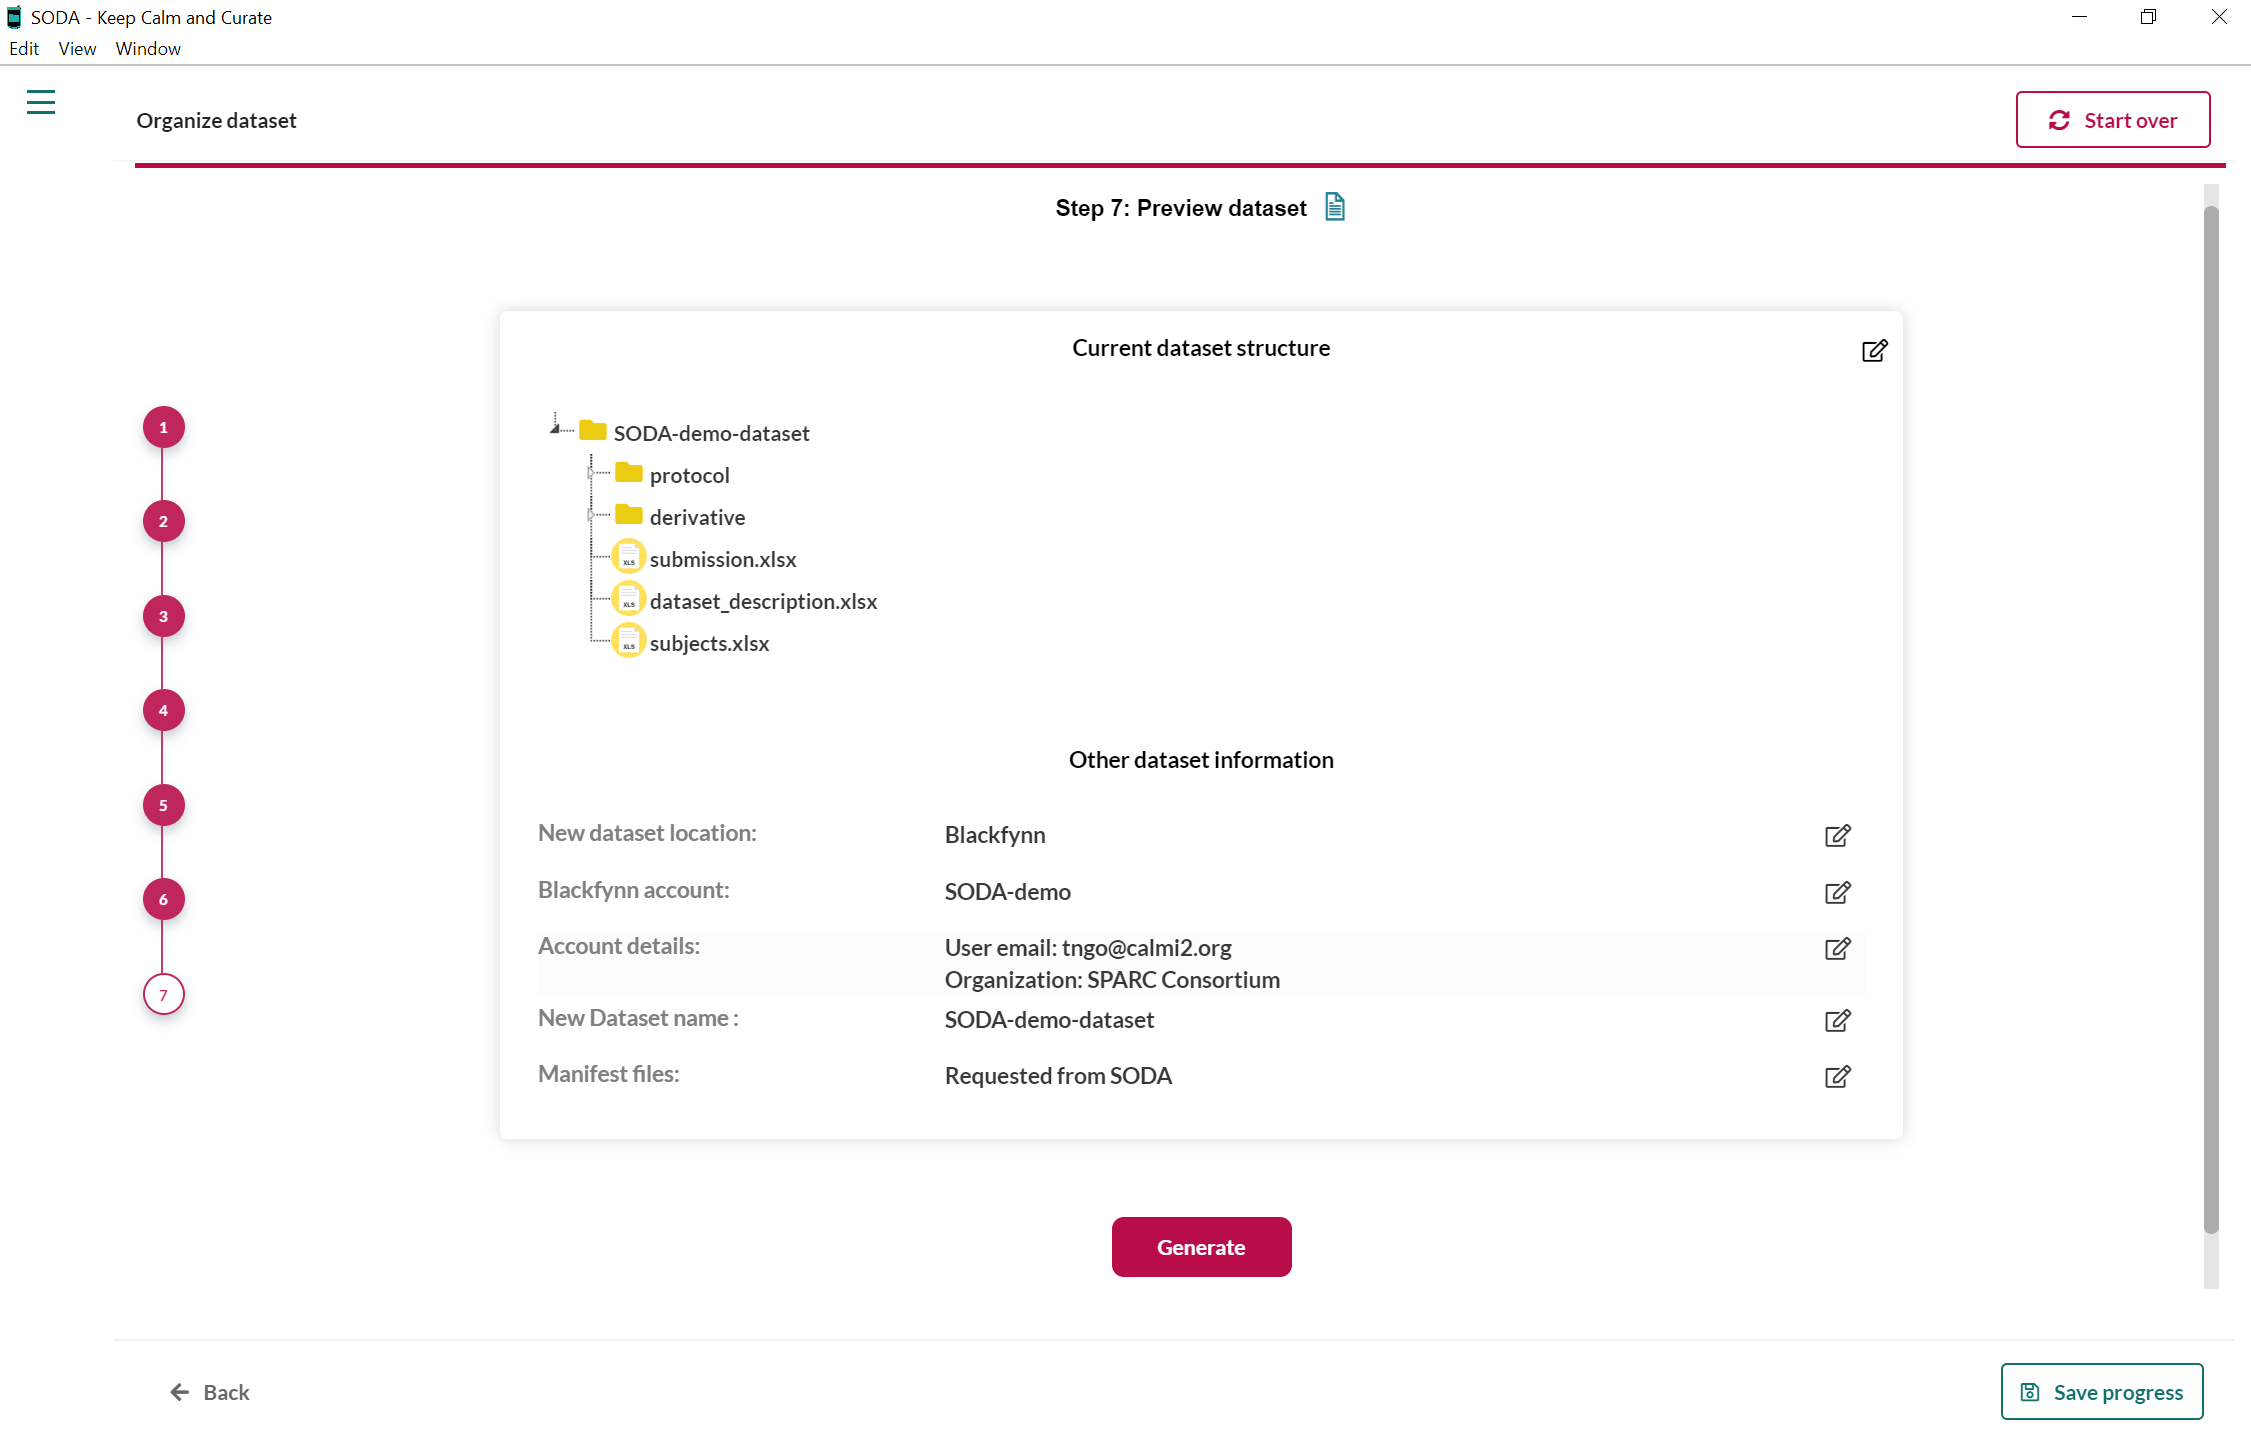 SODA - Keep Calm and Curate
Edit View Window
Organize dataset
Start over
Step 7: Preview dataset
Current dataset structure
SODA-demo-dataset
protocol
derivative
XLS submission.xlsx
XLS dataset_description.xlsx
XLS subjects.xlsx
1
2
3
4
5
6
7
Other dataset information
New dataset location: Blackfynn
Blackfynn account: SODA-demo
Account details: User email: tngo@calmi2.org
Organization: SPARC Consortium
New Dataset name : SODA-demo-dataset
Manifest files: Requested from SODA
Generate
Back
Save progress